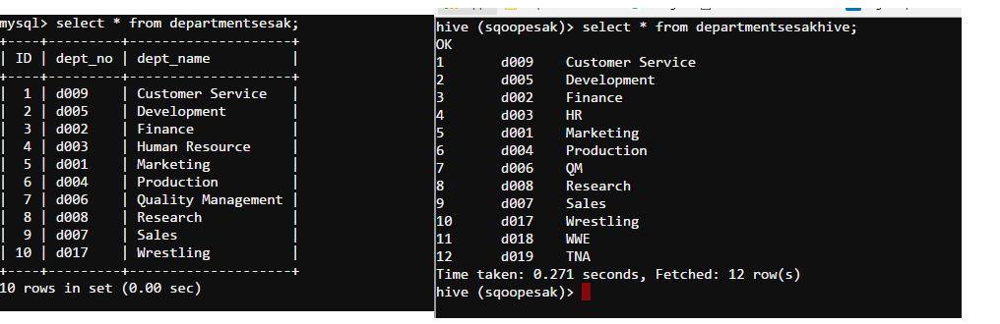 mysql> select * from departmentsesak;
+----+---------+--------------------+
| ID | dept_no | dept_name          |
+----+---------+--------------------+
|  1 | d009    | Customer Service   |
|  2 | d005    | Development        |
|  3 | d002    | Finance            |
|  4 | d003    | Human Resource     |
|  5 | d001    | Marketing          |
|  6 | d004    | Production         |
|  7 | d006    | Quality Management |
|  8 | d008    | Research           |
|  9 | d007    | Sales              |
| 10 | d017    | Wrestling          |
+----+---------+--------------------+
10 rows in set (0.00 sec)
hive (sqoopesak)> select * from departmentsesakhive;
OK
1       d009    Customer Service
2       d005    Development
3       d002    Finance
4       d003    HR
5       d001    Marketing
6       d004    Production
7       d006    QM
8       d008    Research
9       d007    Sales
10      d017    Wrestling
11      d018    WWE
12      d019    TNA
Time taken: 0.271 seconds, Fetched: 12 row(s)
hive (sqoopesak)>